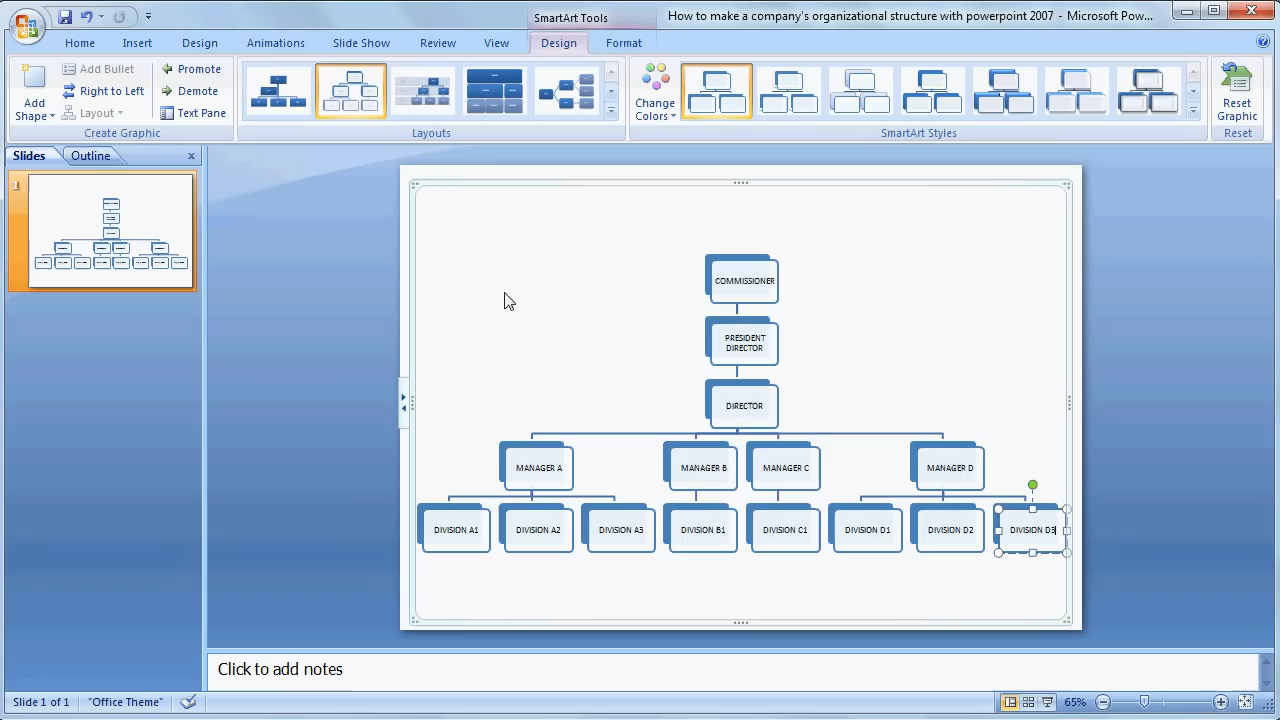 SmartArt Tools
How to make a company's organizational structure with powerpoint 2007 - Microsoft Pow...
Home Insert Design Animations Slide Show Review View Design Format
Add Shape
Add Bullet
Right to Left
Layout
Promote
Demote
Text Pane
Create Graphic
Layouts
Change Colors
SmartArt Styles
Reset Graphic
Reset
Slides Outline x
1
COMMISSIONER
PRESIDENT
DIRECTOR
DIRECTOR
MANAGER A MANAGER B MANAGER C MANAGER D
DIVISION A1 DIVISION A2 DIVISION A3 DIVISION B1 DIVISION C1 DIVISION D1 DIVISION D2 DIVISION D3
Click to add notes
Slide 1 of 1 "Office Theme" 65%